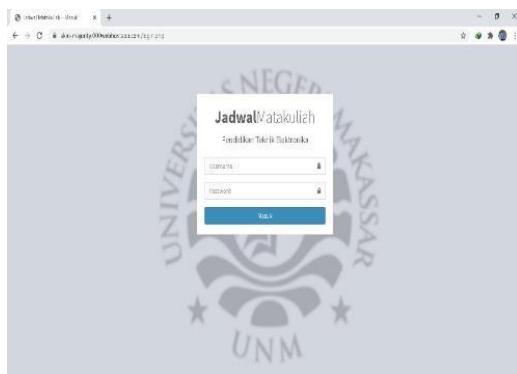 UNIVERSITAS NEGERI MAKASSAR
JadwalMatakuliah
Pendidikan Teknik Elektronika
Username
Password
Masuk
UNM